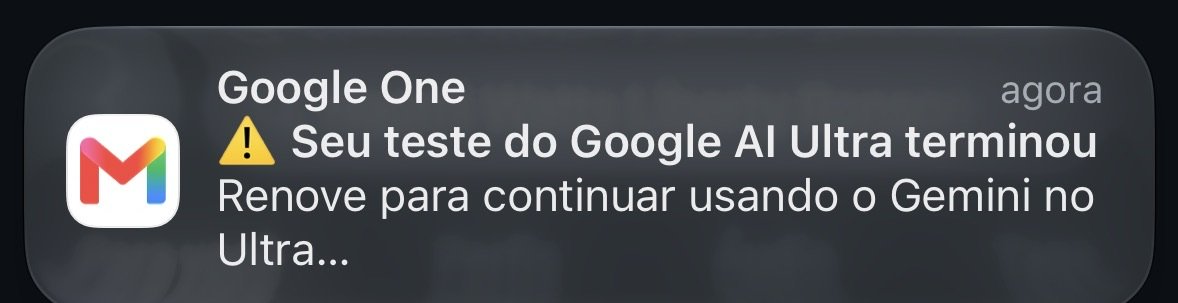 Google One
agora
⚠️ Seu teste do Google AI Ultra terminou
Renove para continuar usando o Gemini no
Ultra...